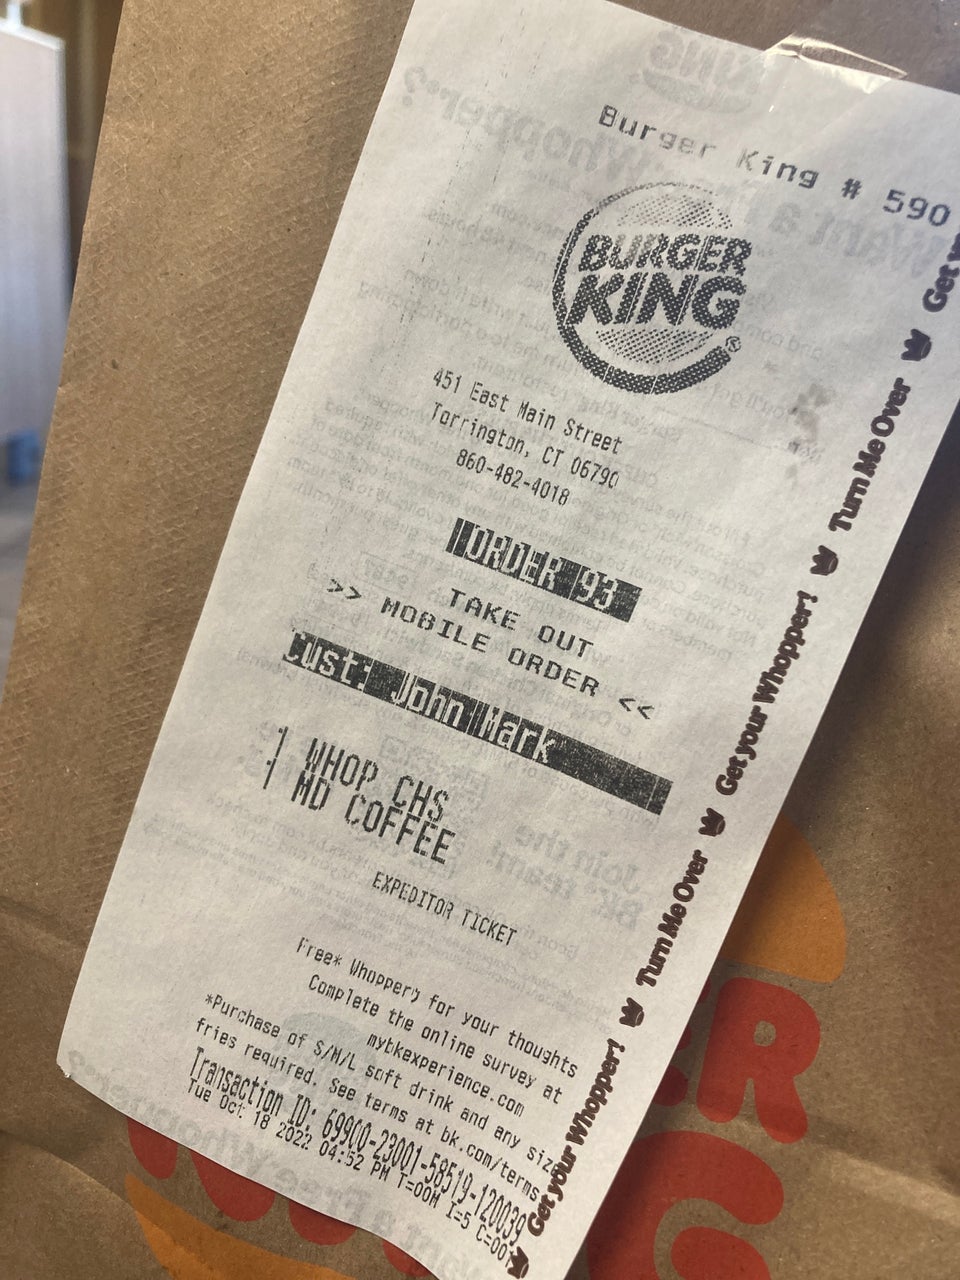 Burger King # 590
BURGER
KING®
451 East Main Street
Torrington, CT 06790
860-482-4018
ORDER 93
TAKE OUT
>> MOBILE ORDER <<
Cust: John Mark
1 WHOP CHS
1 MD COFFEE
EXPEDITOR TICKET
Free* Whopper) for your thoughts
Complete the online survey at
mybkexperience.com
*Purchase of S/M/L soft drink and any size
fries required. See terms at bk.com/terms.
Transaction ID: 69900-23001-58519-120039
Tue Oct 18 2022 04:52 PM T=00M I=5 C=001
Get your Whopper! Turn Me Over Get your Whopper! Turn Me Over Get y